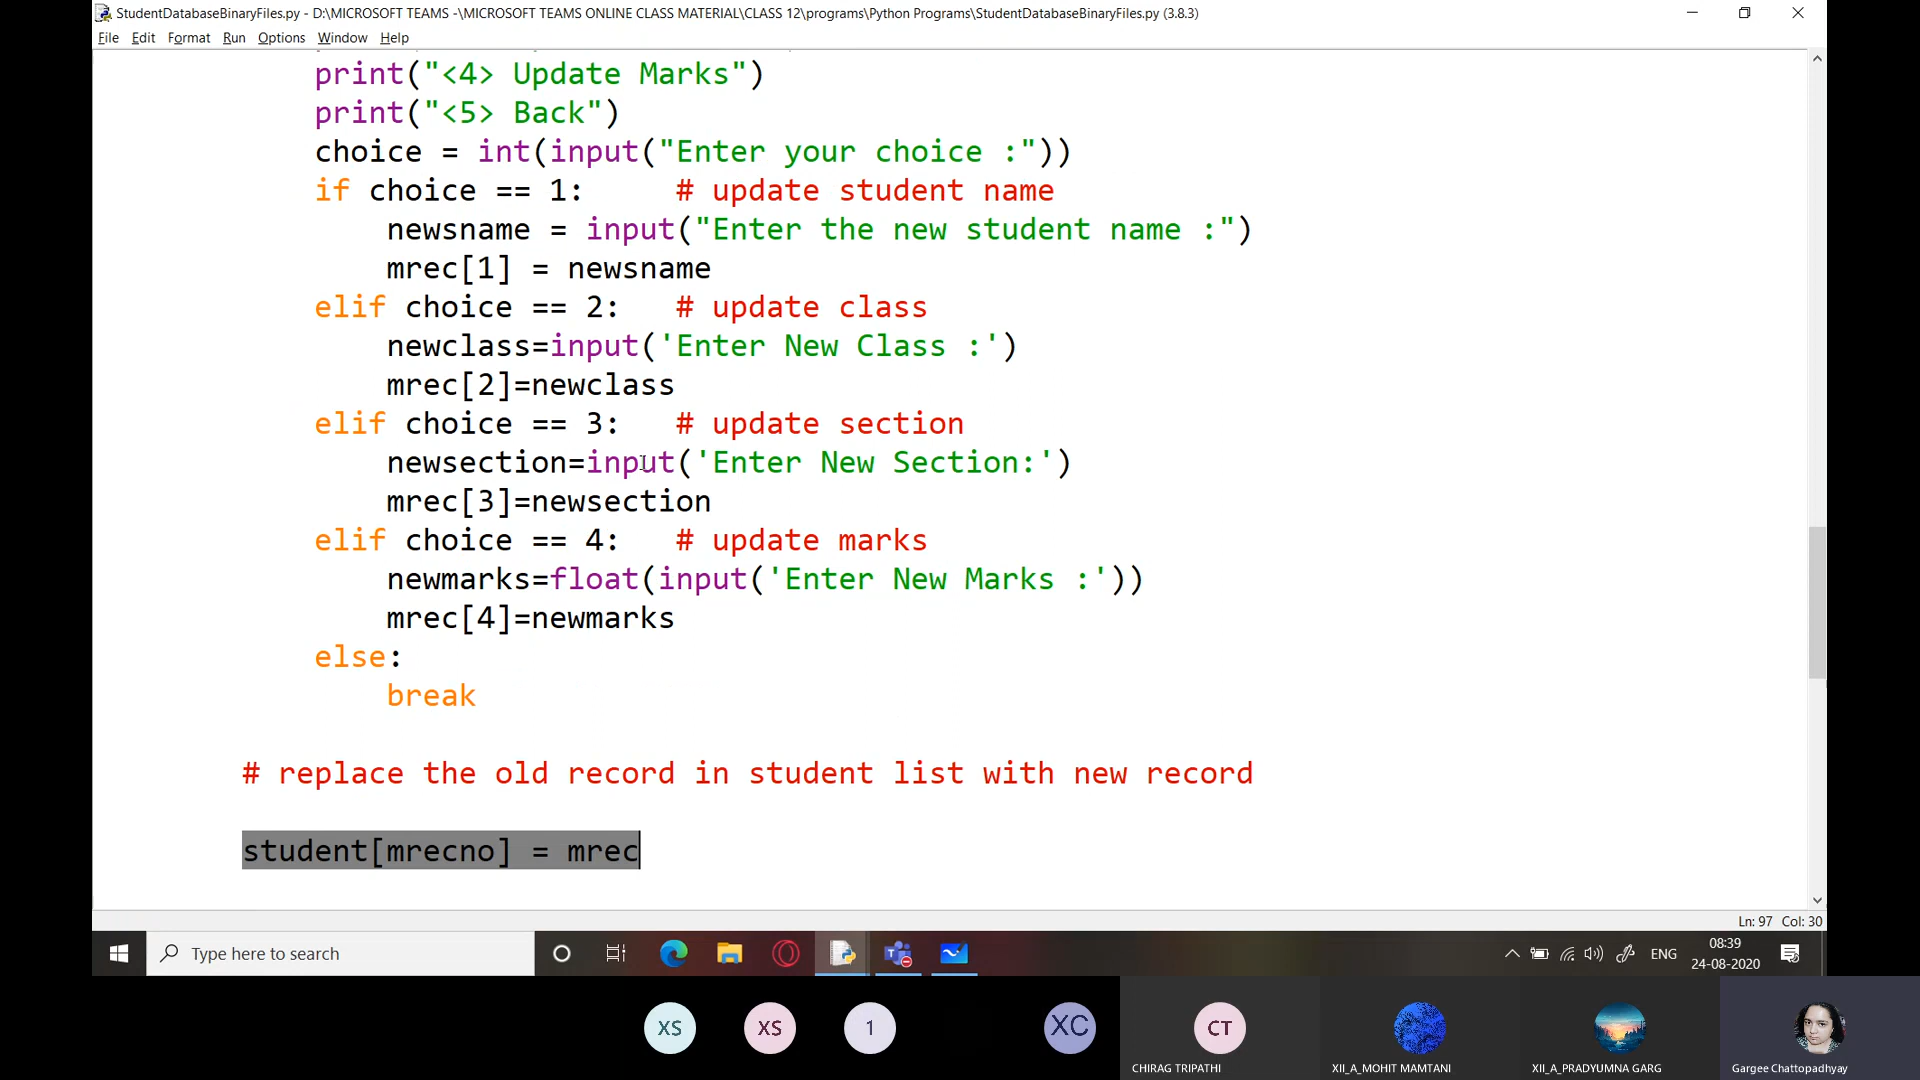 StudentDatabaseBinaryFiles.py - D:\MICROSOFT TEAMS -\MICROSOFT TEAMS ONLINE CLASS MATERIAL\CLASS 12\programs\Python Programs\StudentDatabaseBinaryFiles.py (3.8.3)
File Edit Format Run Options Window Help
print("<4> Update Marks")
print("<5> Back")
choice = int(input("Enter your choice :"))
if choice == 1:     # update student name
newsname = input("Enter the new student name :")
mrec[1] = newsname
elif choice == 2:   # update class
newclass=input('Enter New Class :')
mrec[2]=newclass
elif choice == 3:   # update section
newsection=input('Enter New Section:')
mrec[3]=newsection
elif choice == 4:   # update marks
newmarks=float(input('Enter New Marks :'))
mrec[4]=newmarks
else:
break
# replace the old record in student list with new record
student[mrecno] = mrec
Ln: 97 Col: 30
Type here to search
ENG
08:39
24-08-2020
XS
XS
1
XC
CT
CHIRAG TRIPATHI
XII_A_MOHIT MAMTANI
XII_A_PRADYUMNA GARG
Gargee Chattopadhyay